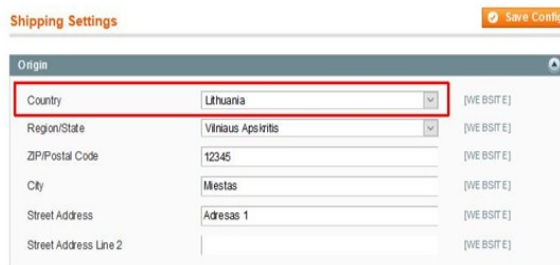 Shipping Settings
Save Config
Origin
Country Lithuania [WEBSITE]
Region/State Vilniaus Apskritis [WEBSITE]
ZIP/Postal Code 12345 [WEBSITE]
City Miestas [WEBSITE]
Street Address Adresas 1 [WEBSITE]
Street Address Line 2 [WEBSITE]